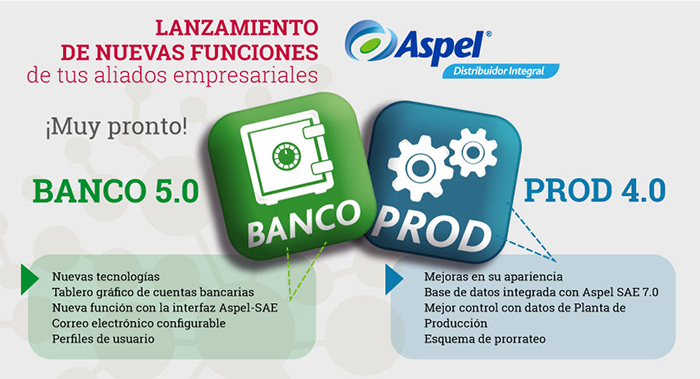 LANZAMIENTO
DE NUEVAS FUNCIONES
de tus aliados empresariales
Aspel®
Distribuidor Integral
¡Muy pronto!
BANCO 5.0
BANCO
PROD
PROD 4.0
Nuevas tecnologías
Tablero gráfico de cuentas bancarias
Nueva función con la interfaz Aspel-SAE
Correo electrónico configurable
Perfiles de usuario
Mejoras en su apariencia
Base de datos integrada con Aspel SAE 7.0
Mejor control con datos de Planta de
Producción
Esquema de prorrateo